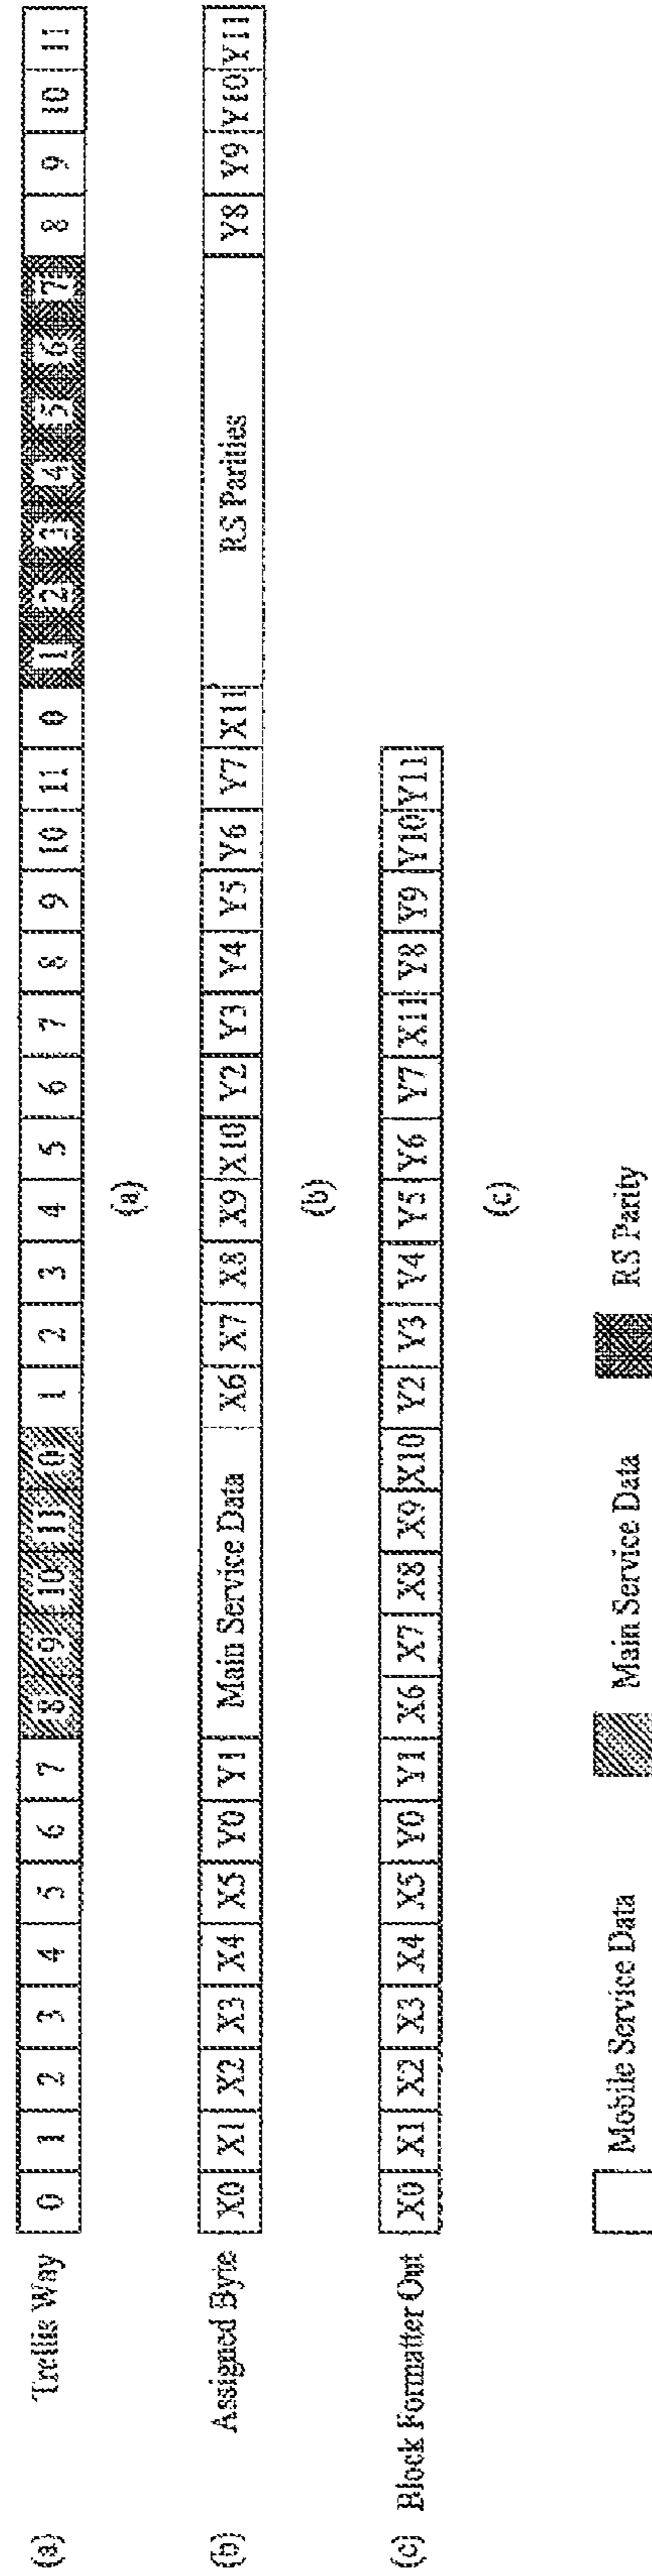 (a) Trellis Way 0 1 2 3 4 5 6 7 8 9 10 11 0 1 2 3 4 5 6 7 8 9 10 11 0 1 2 3 4 5 6 7 8 9 10 11
(a)
(b) Assigned Byte X0 X1 X2 X3 X4 X5 Y0 Y1 Main Service Data X6 X7 X8 X9 X10 Y2 Y3 Y4 Y5 Y6 Y7 X11 RS Parities Y8 Y9 Y10 Y11
(b)
(c) Block Formatter Out X0 X1 X2 X3 X4 X5 Y0 Y1 X6 X7 X8 X9 X10 Y2 Y3 Y4 Y5 Y6 Y7 X11 Y8 Y9 Y10 Y11
(c)
Mobile Service Data Main Service Data RS Parity